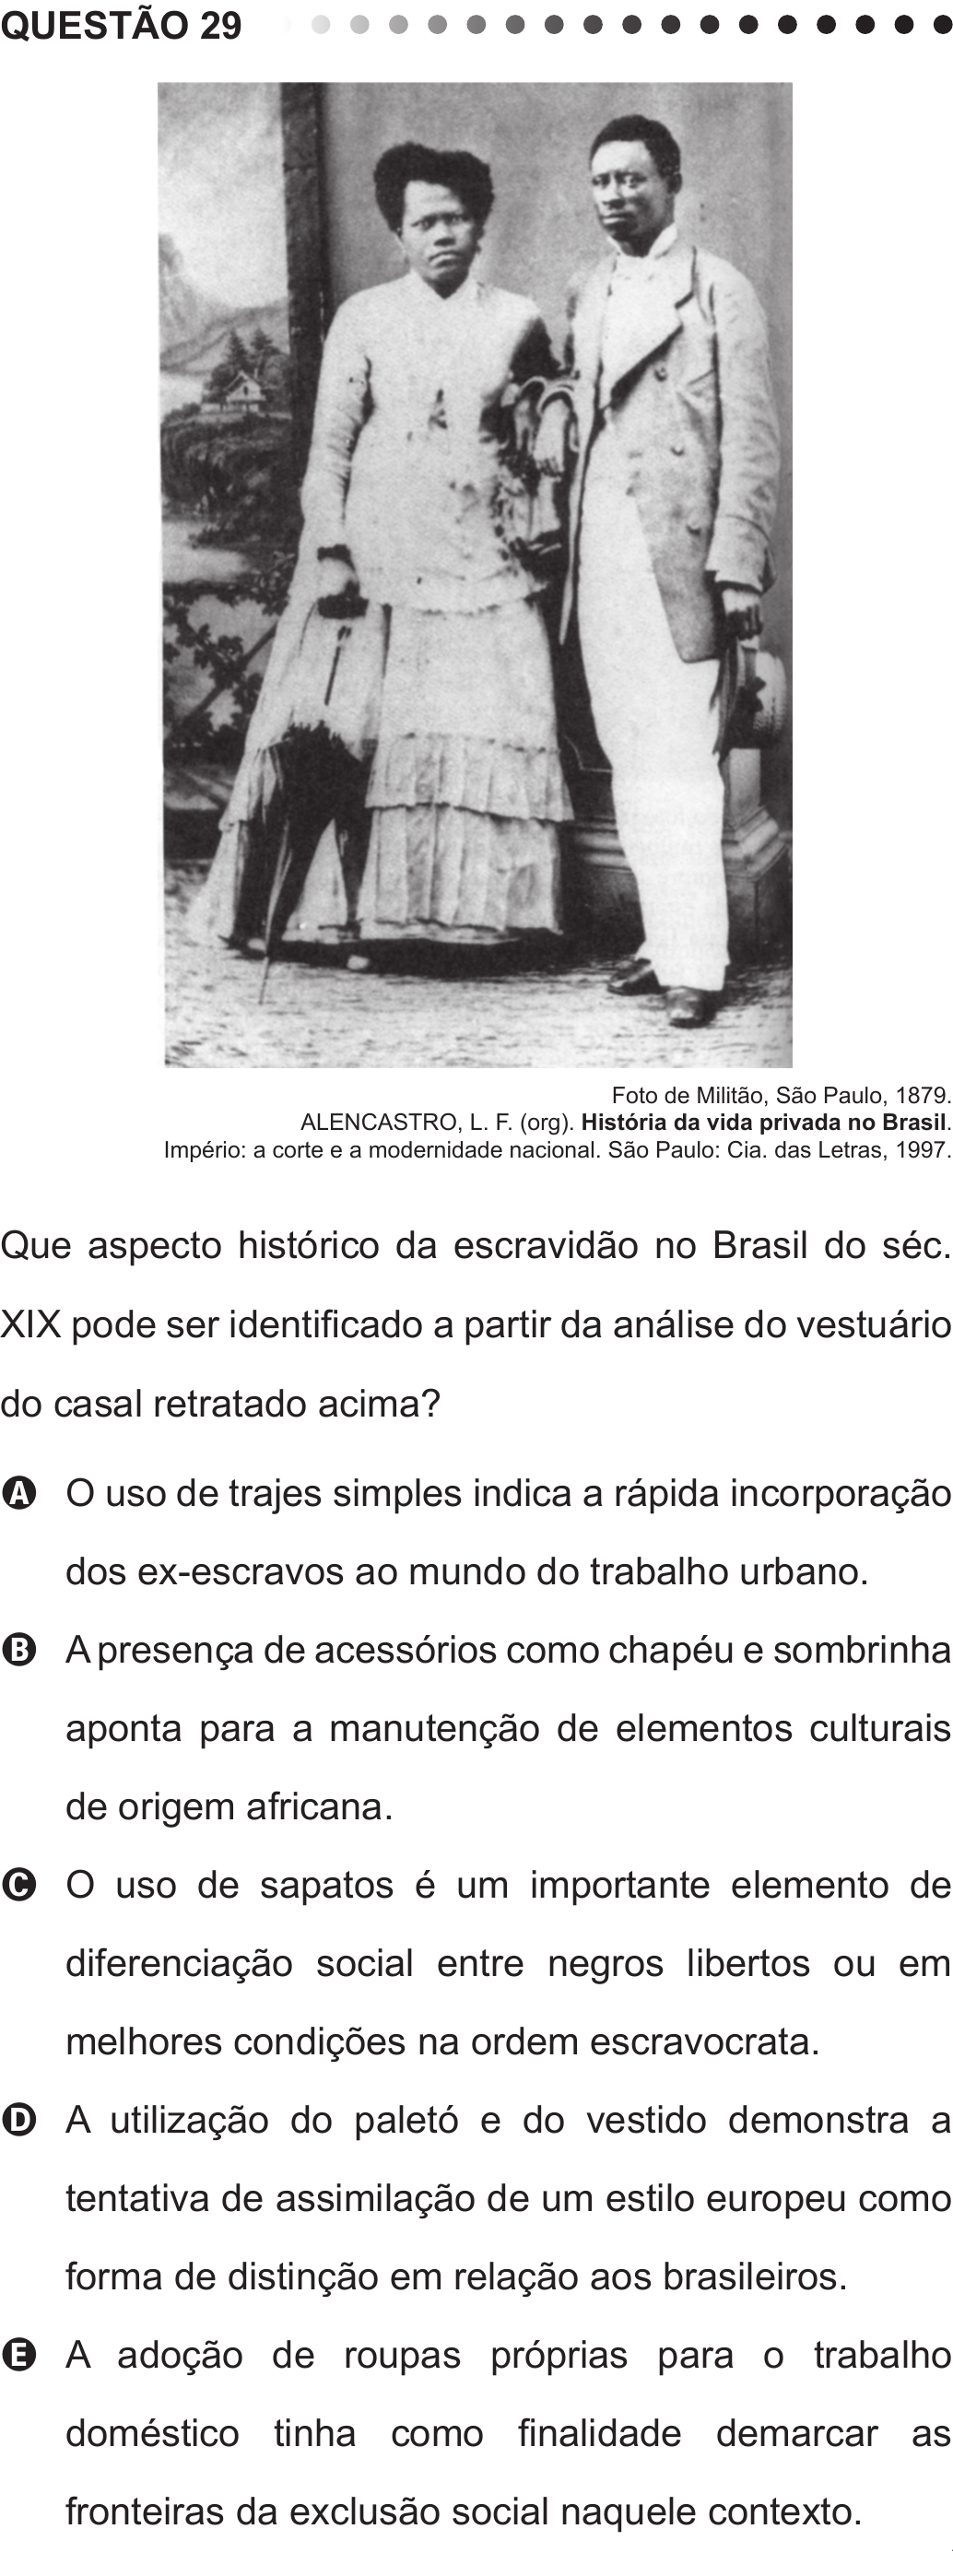 QUESTÃO 29
Foto de Militão, São Paulo, 1879.
ALENCASTRO, L. F. (org). História da vida privada no Brasil.
Império: a corte e a modernidade nacional. São Paulo: Cia. das Letras, 1997.
Que aspecto histórico da escravidão no Brasil do séc.
XIX pode ser identificado a partir da análise do vestuário
do casal retratado acima?
A O uso de trajes simples indica a rápida incorporação
dos ex-escravos ao mundo do trabalho urbano.
B A presença de acessórios como chapéu e sombrinha
aponta para a manutenção de elementos culturais
de origem africana.
C O uso de sapatos é um importante elemento de
diferenciação social entre negros libertos ou em
melhores condições na ordem escravocrata.
D A utilização do paletó e do vestido demonstra a
tentativa de assimilação de um estilo europeu como
forma de distinção em relação aos brasileiros.
E A adoção de roupas próprias para o trabalho
doméstico tinha como finalidade demarcar as
fronteiras da exclusão social naquele contexto.